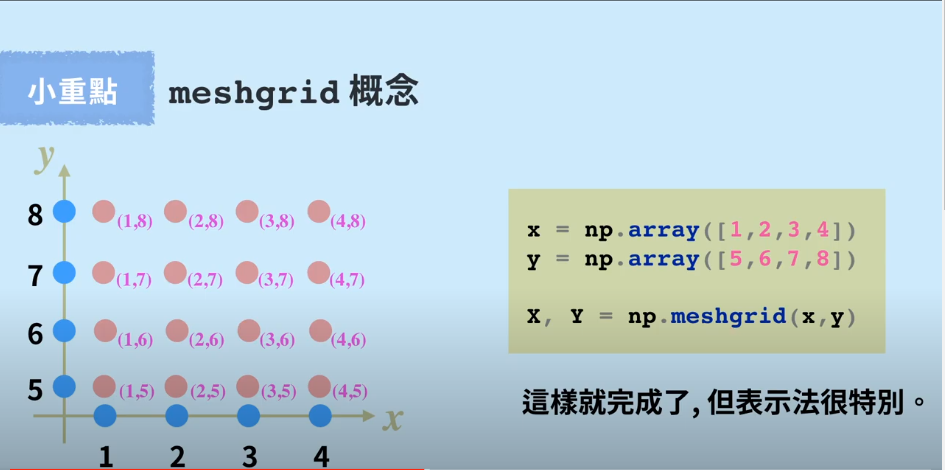 小重點 meshgrid 概念
y
8 (1,8) (2,8) (3,8) (4,8)
7 (1,7) (2,7) (3,7) (4,7)
6 (1,6) (2,6) (3,6) (4,6)
5 (1,5) (2,5) (3,5) (4,5)
x
1 2 3 4
x = np.array([1,2,3,4])
y = np.array([5,6,7,8])
X, Y = np.meshgrid(x,y)
這樣就完成了, 但表示法很特別。